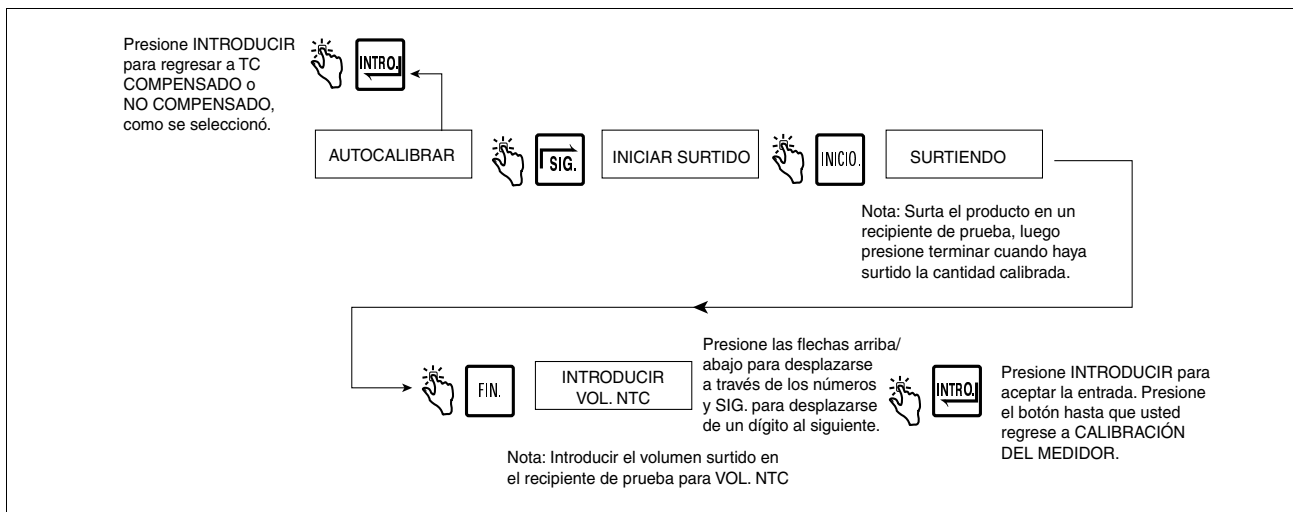 Presione INTRODUCIR
para regresar a TC
COMPENSADO o
NO COMPENSADO,
como se seleccionó.
INTRO.
AUTOCALIBRAR
SIG.
INICIAR SURTIDO
INICIO.
SURTIENDO
Nota: Surta el producto en un
recipiente de prueba, luego
presione terminar cuando haya
surtido la cantidad calibrada.
FIN.
INTRODUCIR
VOL. NTC
Presione las flechas arriba/
abajo para desplazarse
a través de los números
y SIG. para desplazarse
de un dígito al siguiente.
INTRO.
Presione INTRODUCIR para
aceptar la entrada. Presione
el botón hasta que usted
regrese a CALIBRACIÓN
DEL MEDIDOR.
Nota: Introducir el volumen surtido en
el recipiente de prueba para VOL. NTC